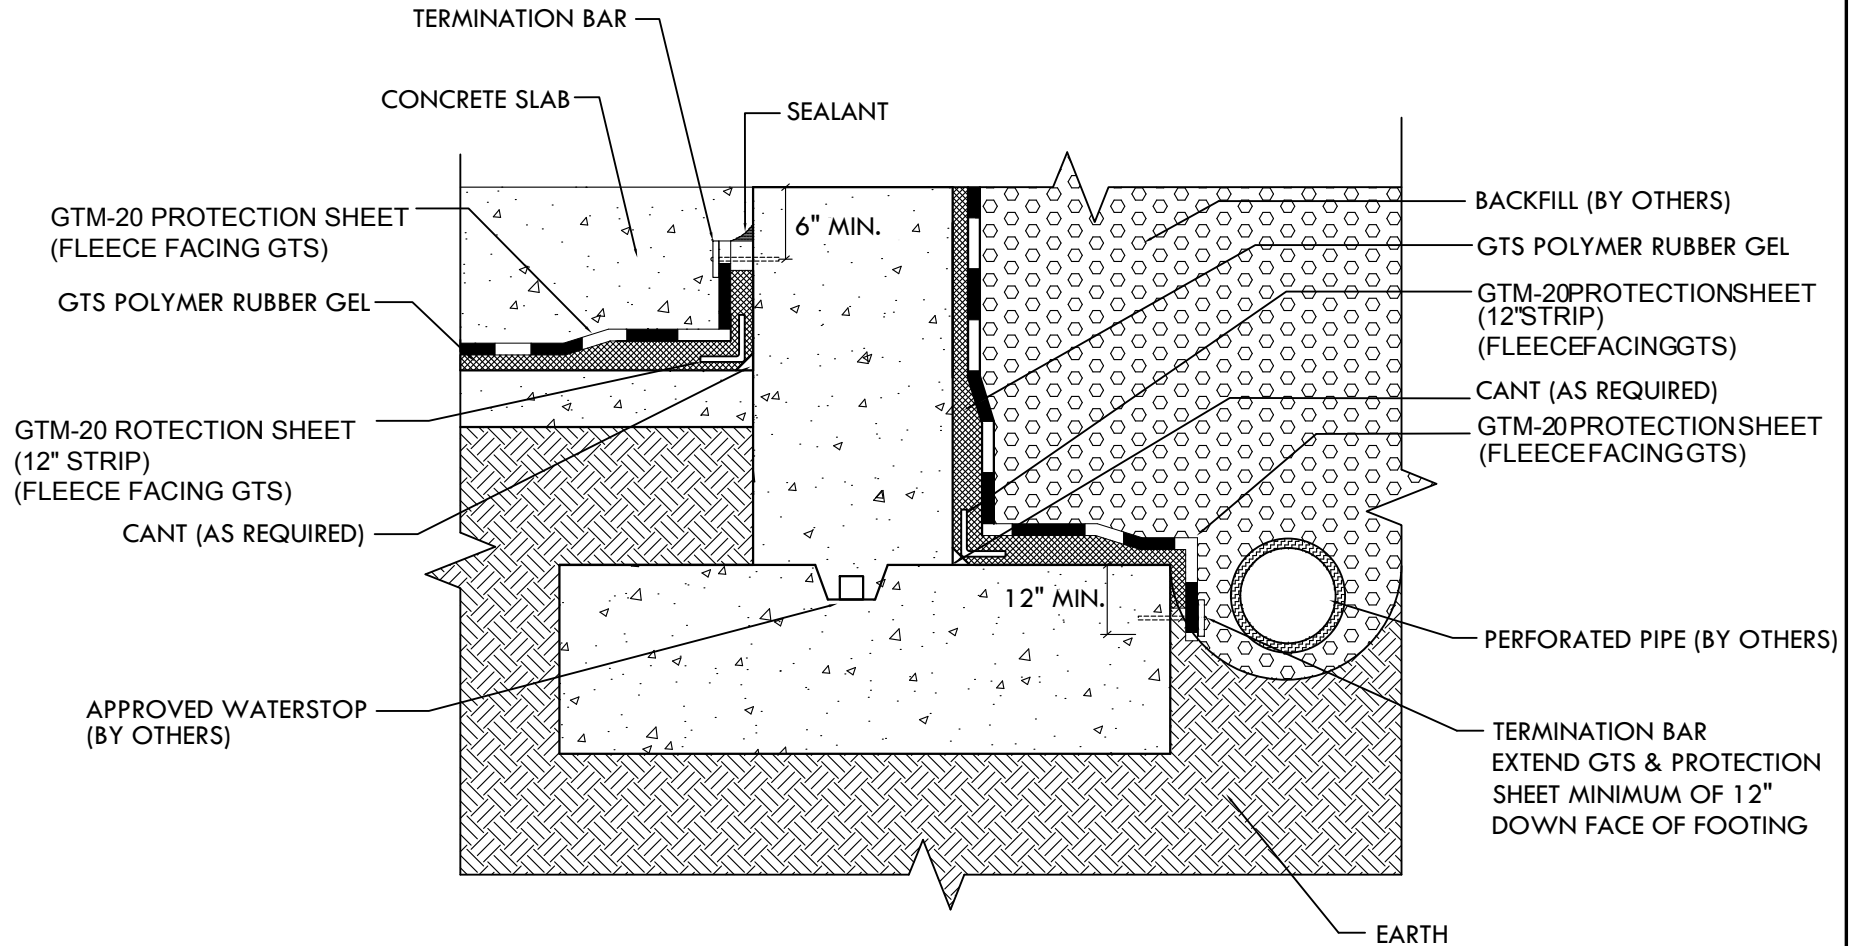 TERMINATION BAR
CONCRETE SLAB
SEALANT
GTM-20 PROTECTION SHEET
(FLEECE FACING GTS)
GTS POLYMER RUBBER GEL
GTM-20 ROTECTION SHEET
(12" STRIP)
(FLEECE FACING GTS)
CANT (AS REQUIRED)
APPROVED WATERSTOP
(BY OTHERS)
6" MIN.
12" MIN.
BACKFILL (BY OTHERS)
GTS POLYMER RUBBER GEL
GTM-20PROTECTIONSHEET
(12"STRIP)
(FLEECEFACINGGTS)
CANT (AS REQUIRED)
GTM-20PROTECTIONSHEET
(FLEECEFACINGGTS)
PERFORATED PIPE (BY OTHERS)
TERMINATION BAR
EXTEND GTS & PROTECTION
SHEET MINIMUM OF 12"
DOWN FACE OF FOOTING
EARTH